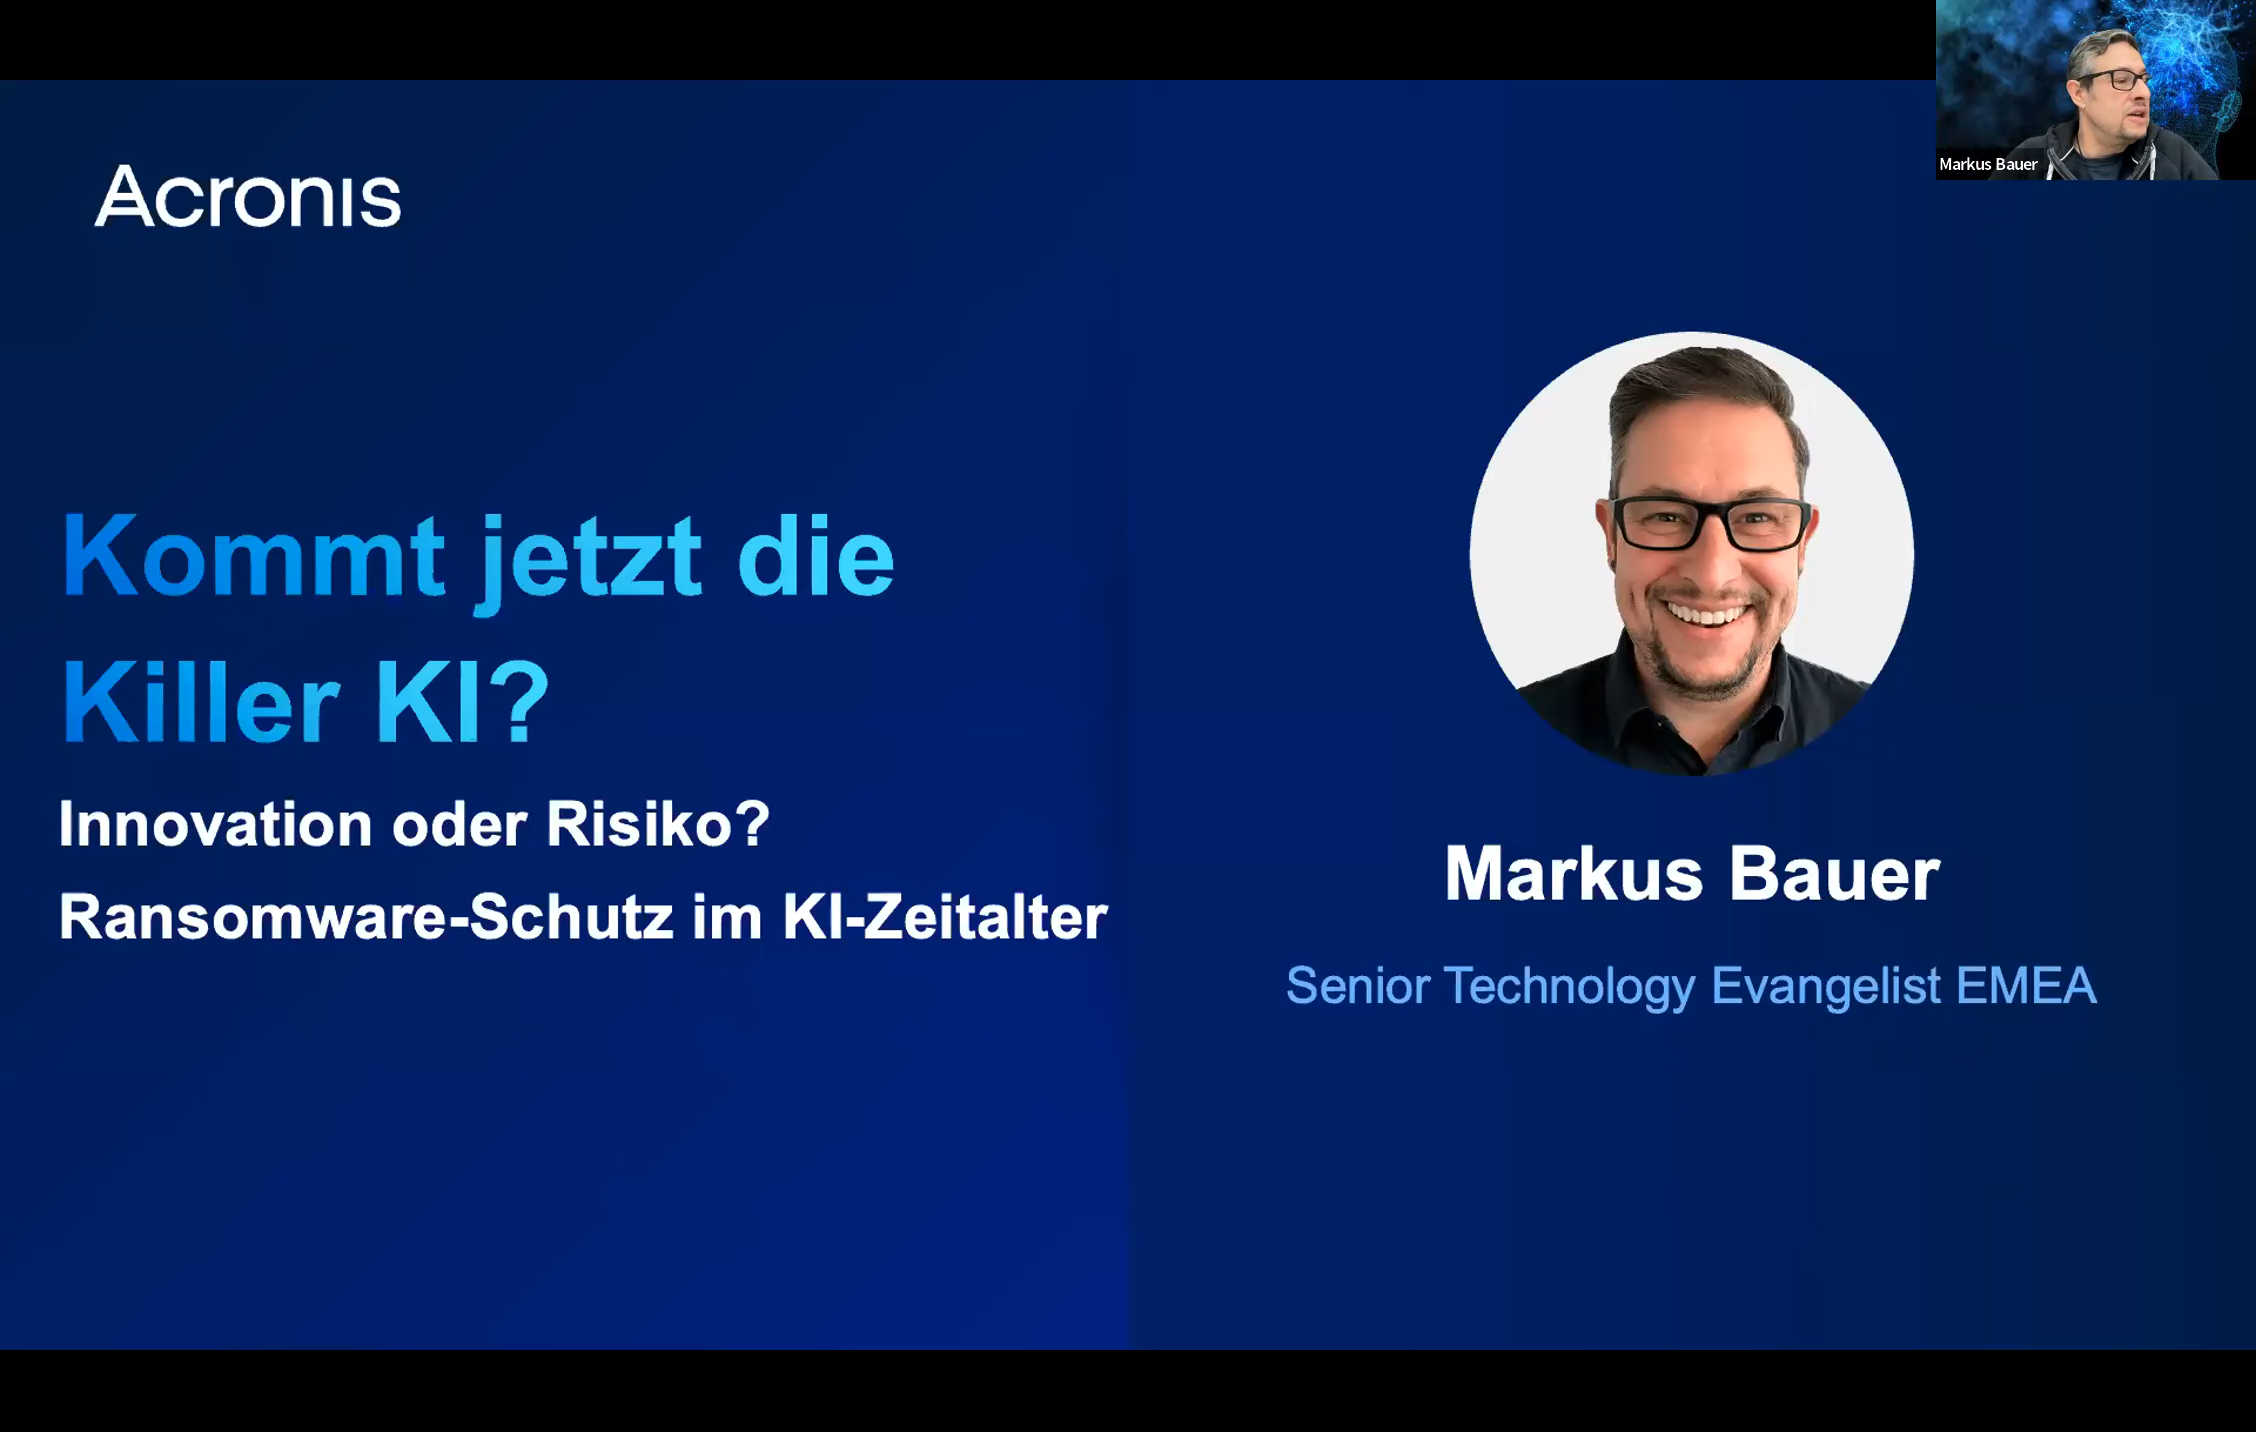 Acronis
Kommt jetzt die
Killer KI?
Innovation oder Risiko?
Ransomware-Schutz im KI-Zeitalter
Markus Bauer
Senior Technology Evangelist EMEA
Markus Bauer